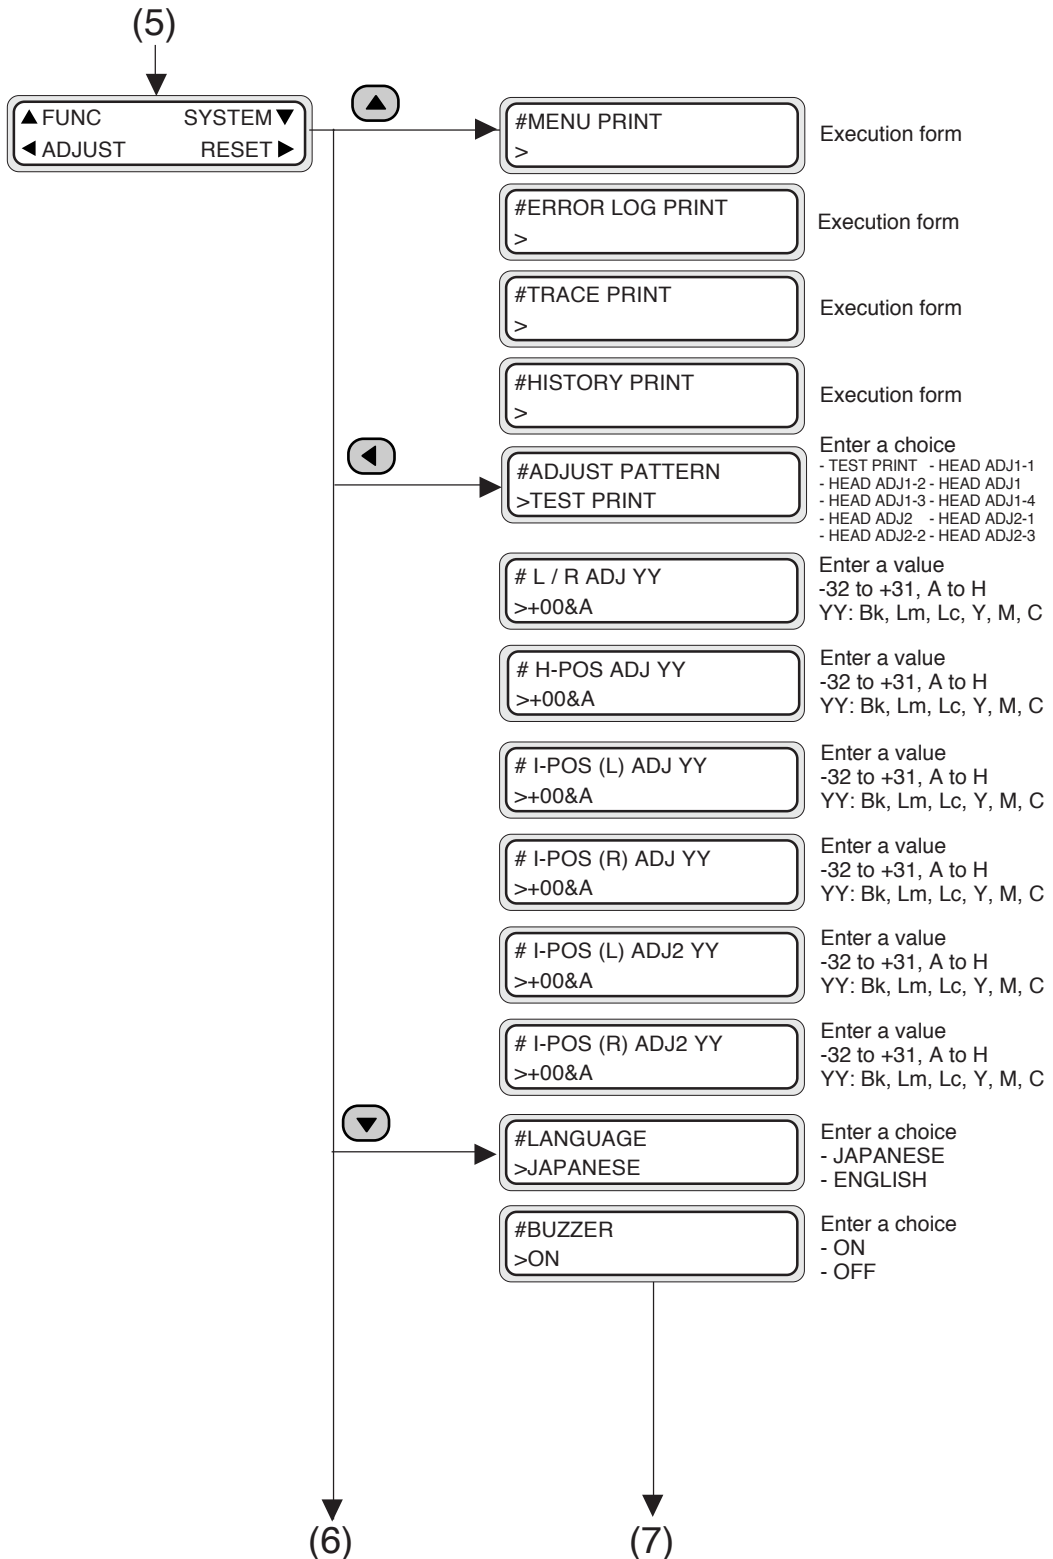 (5)
▲ FUNC SYSTEM ▼
◀ ADJUST RESET ▶
#MENU PRINT
>
Execution form
#ERROR LOG PRINT
>
Execution form
#TRACE PRINT
>
Execution form
#HISTORY PRINT
>
Execution form
#ADJUST PATTERN
>TEST PRINT
Enter a choice
- TEST PRINT - HEAD ADJ1-1
- HEAD ADJ1-2 - HEAD ADJ1
- HEAD ADJ1-3 - HEAD ADJ1-4
- HEAD ADJ2 - HEAD ADJ2-1
- HEAD ADJ2-2 - HEAD ADJ2-3
# L / R ADJ YY
>+00&A
Enter a value
-32 to +31, A to H
YY: Bk, Lm, Lc, Y, M, C
# H-POS ADJ YY
>+00&A
Enter a value
-32 to +31, A to H
YY: Bk, Lm, Lc, Y, M, C
# I-POS (L) ADJ YY
>+00&A
Enter a value
-32 to +31, A to H
YY: Bk, Lm, Lc, Y, M, C
# I-POS (R) ADJ YY
>+00&A
Enter a value
-32 to +31, A to H
YY: Bk, Lm, Lc, Y, M, C
# I-POS (L) ADJ2 YY
>+00&A
Enter a value
-32 to +31, A to H
YY: Bk, Lm, Lc, Y, M, C
# I-POS (R) ADJ2 YY
>+00&A
Enter a value
-32 to +31, A to H
YY: Bk, Lm, Lc, Y, M, C
#LANGUAGE
>JAPANESE
Enter a choice
- JAPANESE
- ENGLISH
#BUZZER
>ON
Enter a choice
- ON
- OFF
(6)
(7)